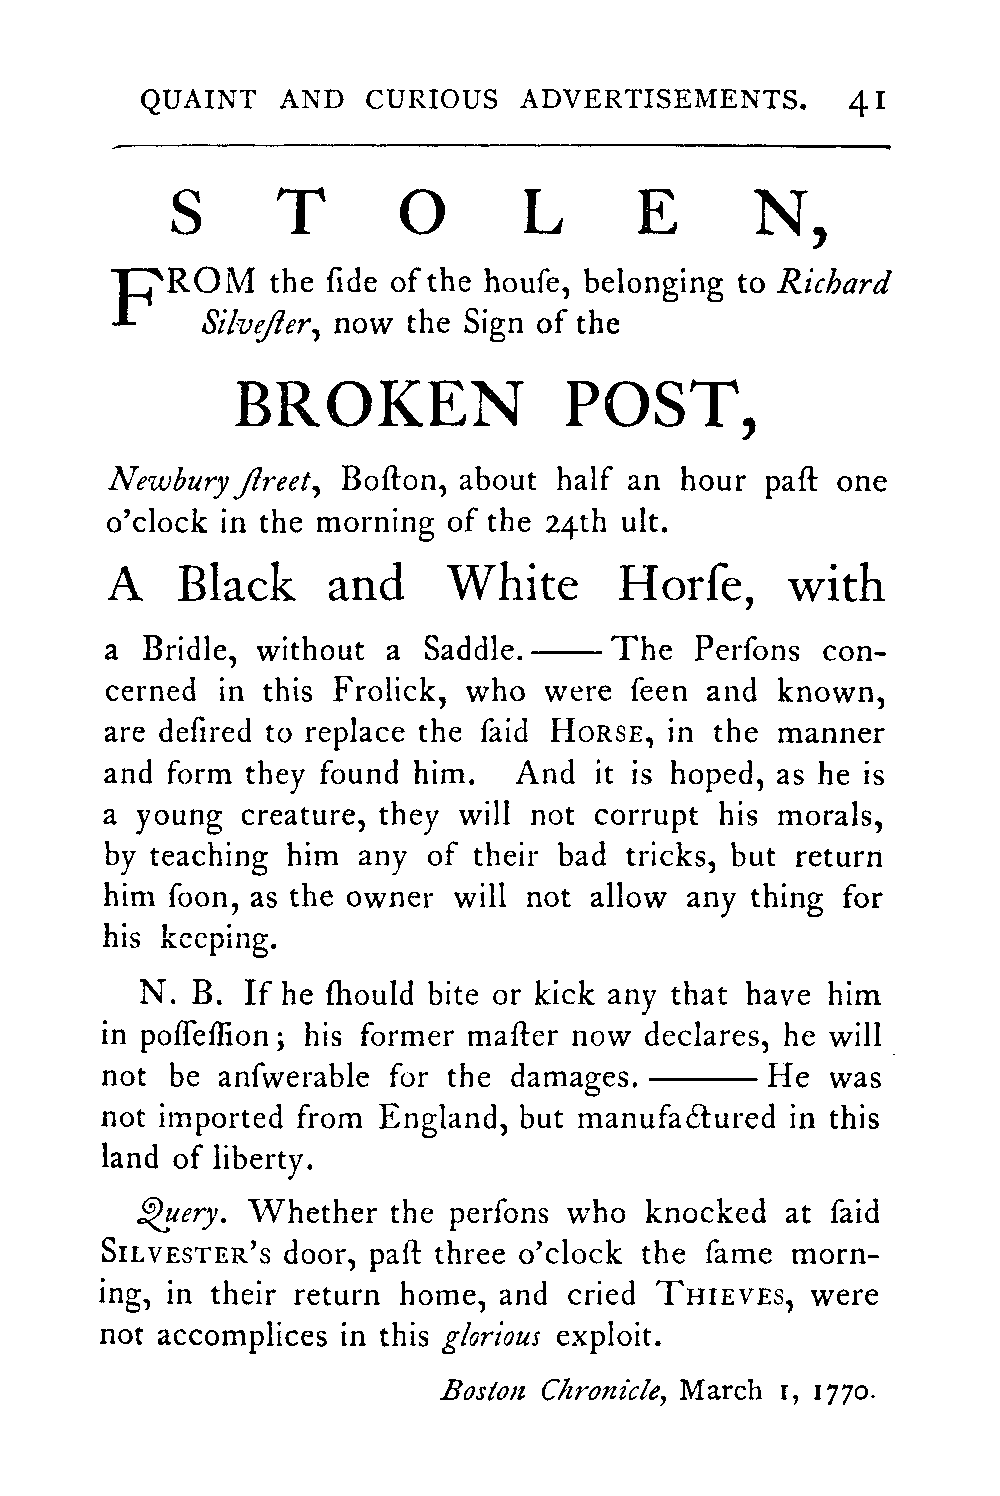 QUAINT AND CURIOUS ADVERTISEMENTS. 41
STOLEN,
FROM the ſide of the houſe, belonging to Richard
Silveſter, now the Sign of the
BROKEN POST,
Newbury ſtreet, Boſton, about half an hour paſt one
o'clock in the morning of the 24th ult.
A Black and White Horſe, with
a Bridle, without a Saddle. —— The Perſons con-
cerned in this Frolick, who were ſeen and known,
are deſired to replace the ſaid HORSE, in the manner
and form they found him. And it is hoped, as he is
a young creature, they will not corrupt his morals,
by teaching him any of their bad tricks, but return
him ſoon, as the owner will not allow any thing for
his keeping.
N. B. If he ſhould bite or kick any that have him
in poſſeſſion; his former maſter now declares, he will
not be anſwerable for the damages. ——— He was
not imported from England, but manufactured in this
land of liberty.
Query. Whether the perſons who knocked at ſaid
SILVESTER'S door, paſt three o'clock the ſame morn-
ing, in their return home, and cried THIEVES, were
not accomplices in this glorious exploit.
Boston Chronicle, March 1, 1770.